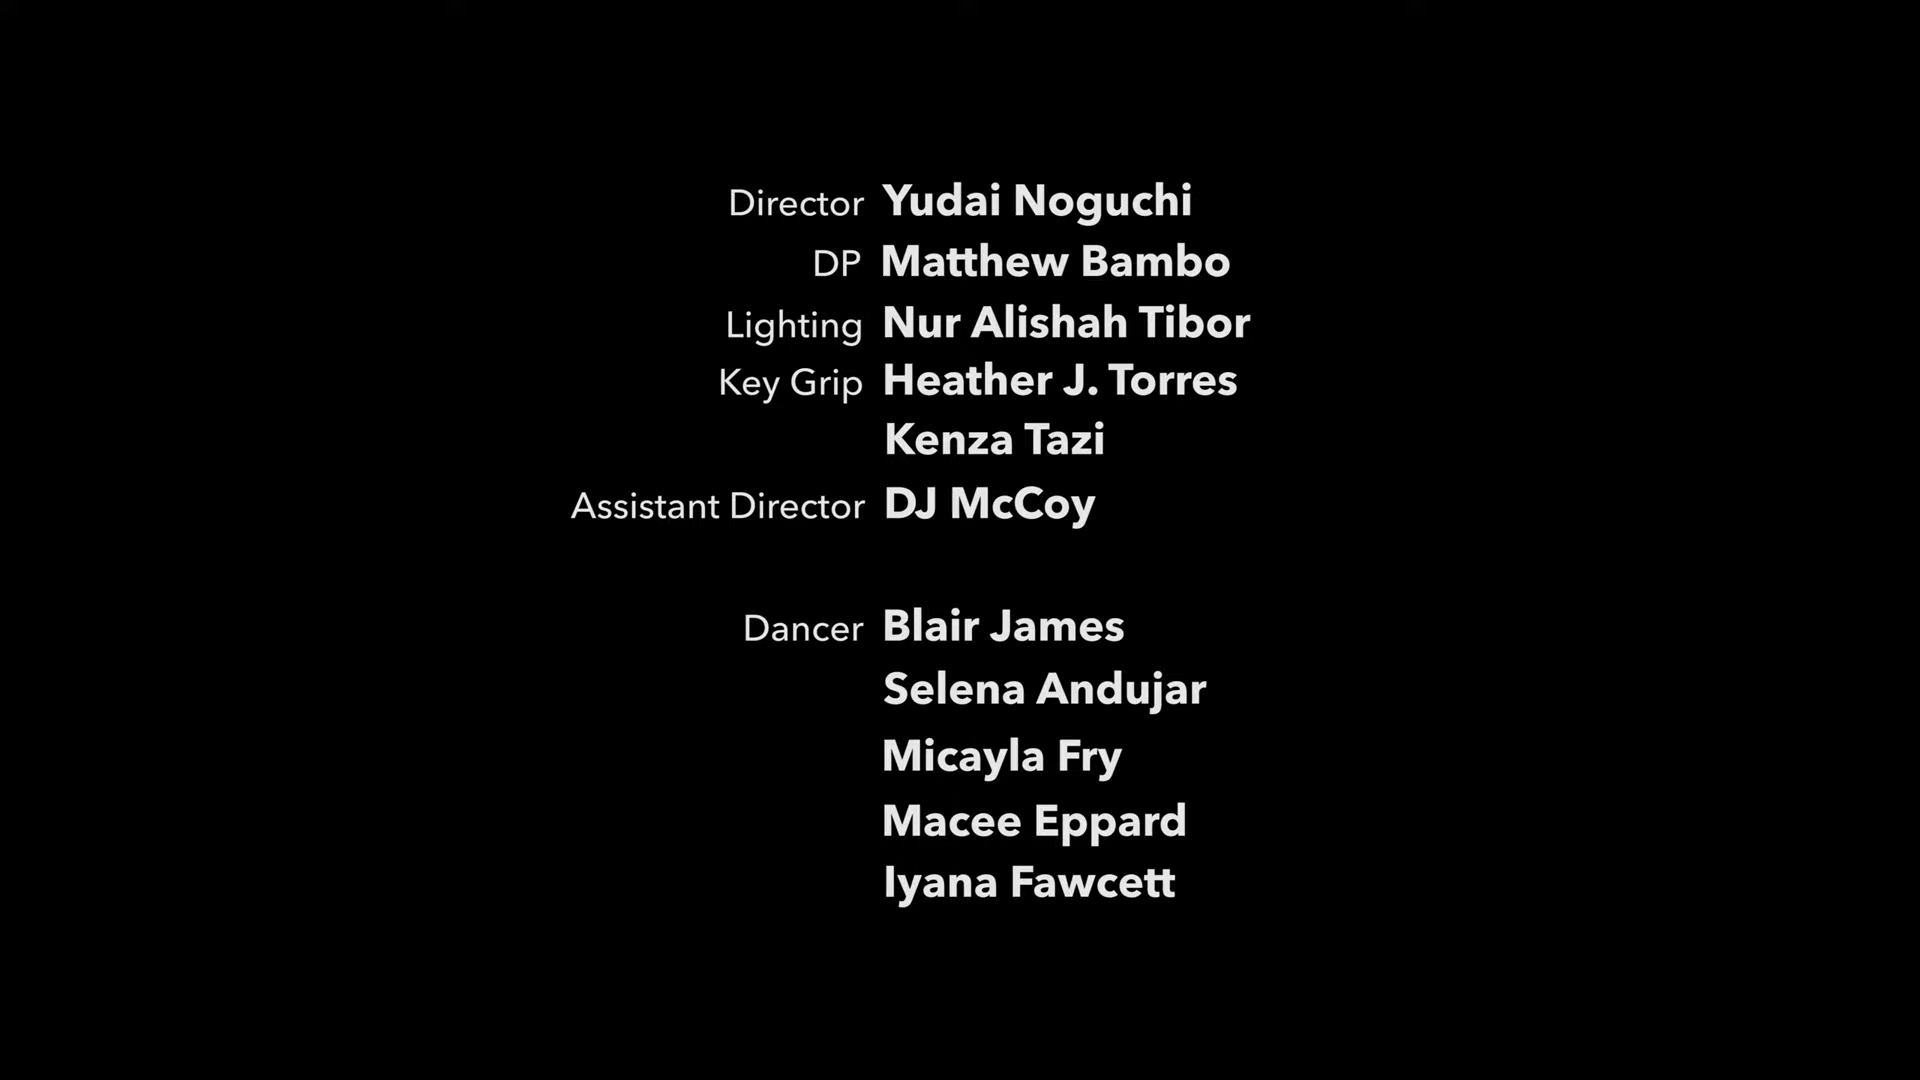 Director Yudai Noguchi
DP Matthew Bambo
Lighting Nur Alishah Tibor
Key Grip Heather J. Torres
Kenza Tazi
Assistant Director DJ McCoy
Dancer Blair James
Selena Andujar
Micayla Fry
Macee Eppard
Iyana Fawcett